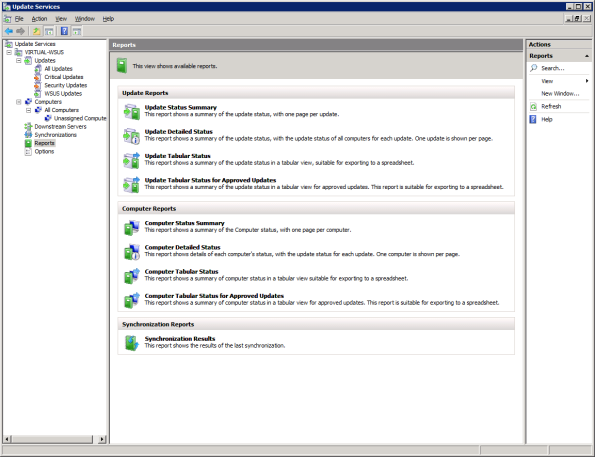 Update Services
File Action View Window Help
Update Services
VIRTUAL-WSUS
Updates
All Updates
Critical Updates
Security Updates
WSUS Updates
Computers
All Computers
Unassigned Compute
Downstream Servers
Synchronizations
Reports
Options
Reports
This view shows available reports.
Update Reports
Update Status Summary
This report shows a summary of the update status, with one page per update.
Update Detailed Status
This report shows a summary of the update status, with the update status of all computers for each update. One update is shown per page.
Update Tabular Status
This report shows a summary of the update status in a tabular view, suitable for exporting to a spreadsheet.
Update Tabular Status for Approved Updates
This report shows a summary of the update status in a tabular view for approved updates. This report is suitable for exporting to a spreadsheet.
Computer Reports
Computer Status Summary
This report shows a summary of the Computer status, with one page per computer.
Computer Detailed Status
This report shows details of each computer's status, with the update status for each update. One computer is shown per page.
Computer Tabular Status
This report shows a summary of computer status in a tabular view suitable for exporting to a spreadsheet.
Computer Tabular Status for Approved Updates
This report shows a summary of computer status in a tabular view for approved updates. This report is suitable for exporting to a spreadsheet.
Synchronization Reports
Synchronization Results
This report shows the results of the last synchronization.
Actions
Reports
Search...
View
New Window...
Refresh
Help